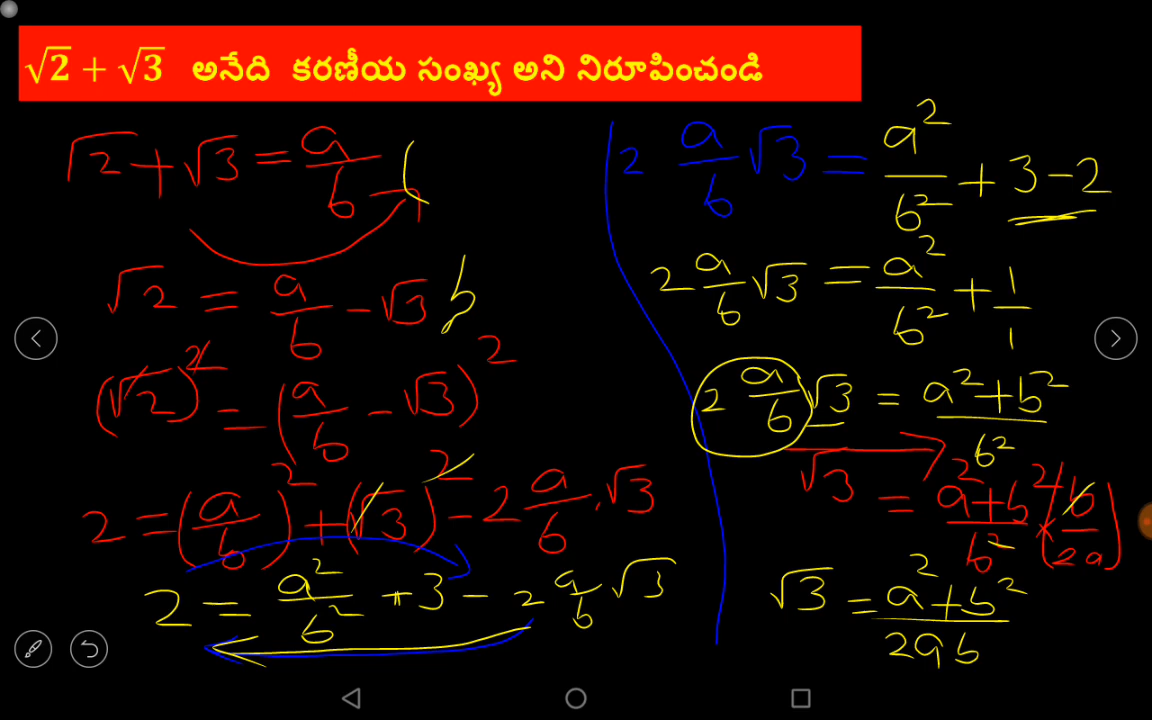 √2 + √3 అనేది కరణీయ సంఖ్య అని నిరూపించండి
√2 + √3 = a/b
√2 = a/b - √3
(√2)² = (a/b - √3)²
2 = (a/b)² + (√3)² - 2 a/b . √3
2 = a²/b² + 3 - 2 a/b √3
2 a/b √3 = a²/b² + 3 - 2
2 a/b √3 = a²/b² + 1/1
2 a/b √3 = a² + b²/b²
√3 = a² + b²/b² × (b/2a)
√3 = a² + b²/2ab